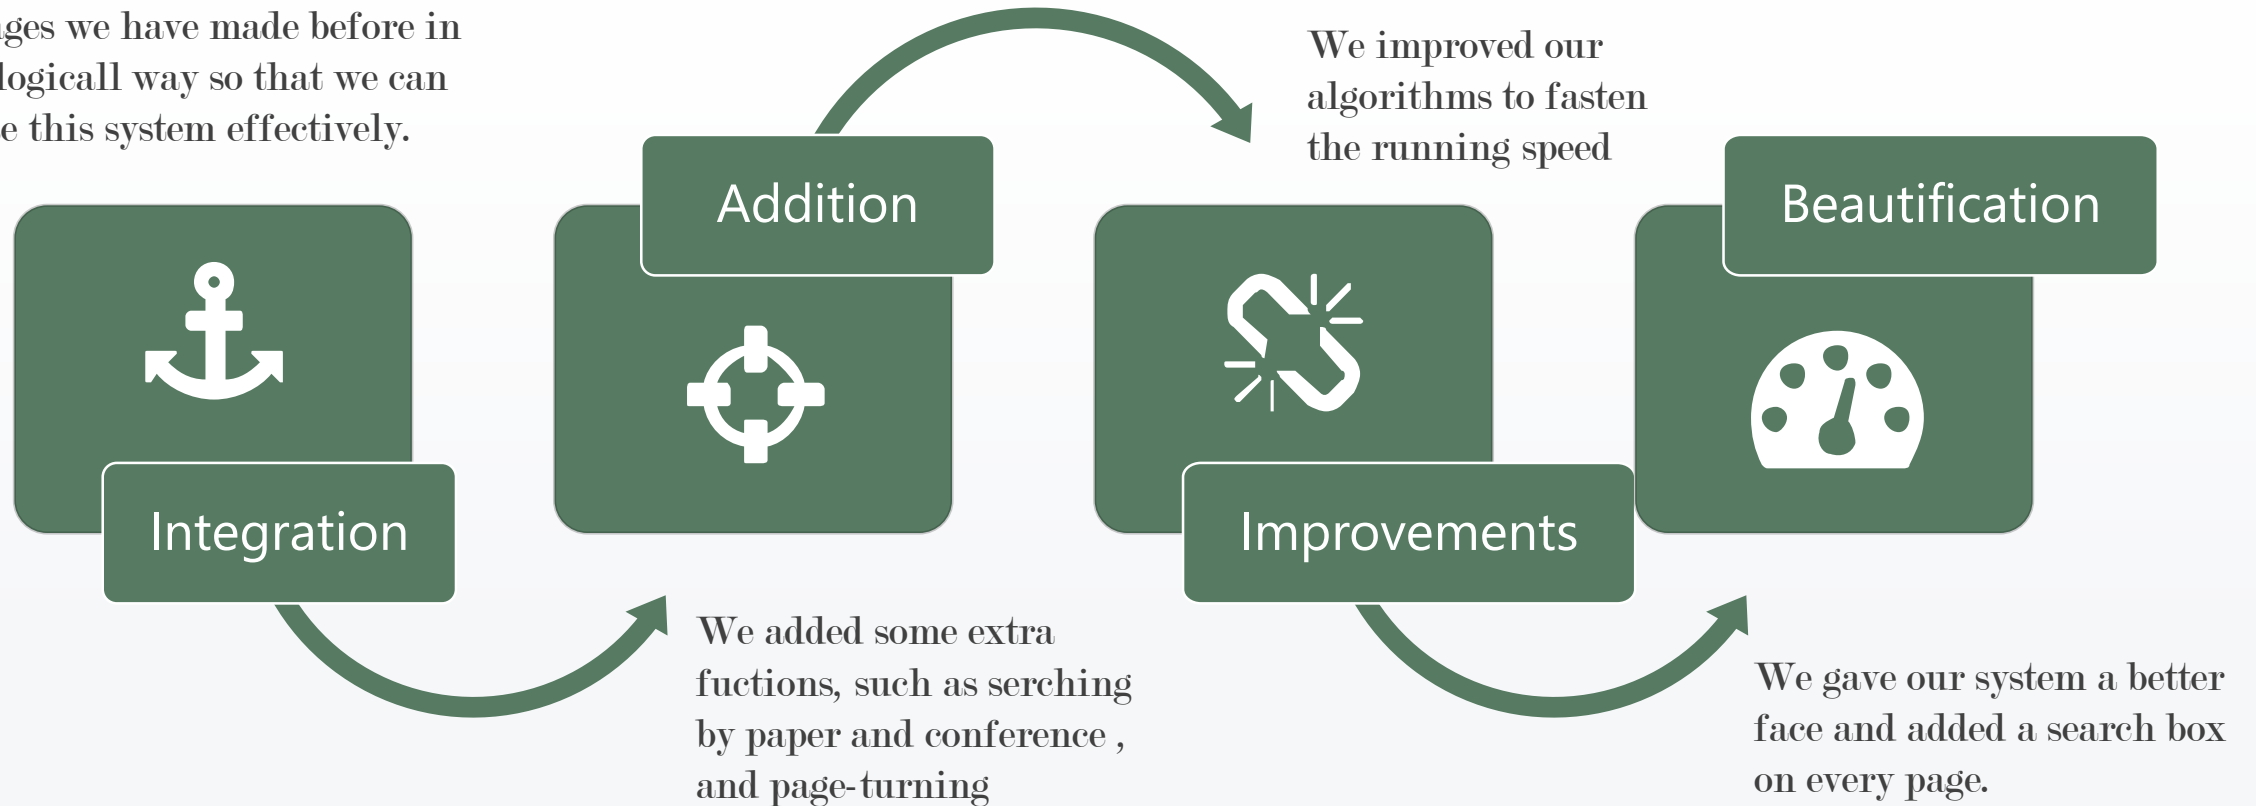 ges we have made before in
logicall way so that we can
e this system effectively.
Integration
Addition
We added some extra
fuctions, such as serching
by paper and conference ,
and page-turning
We improved our
algorithms to fasten
the running speed
Improvements
Beautification
We gave our system a better
face and added a search box
on every page.